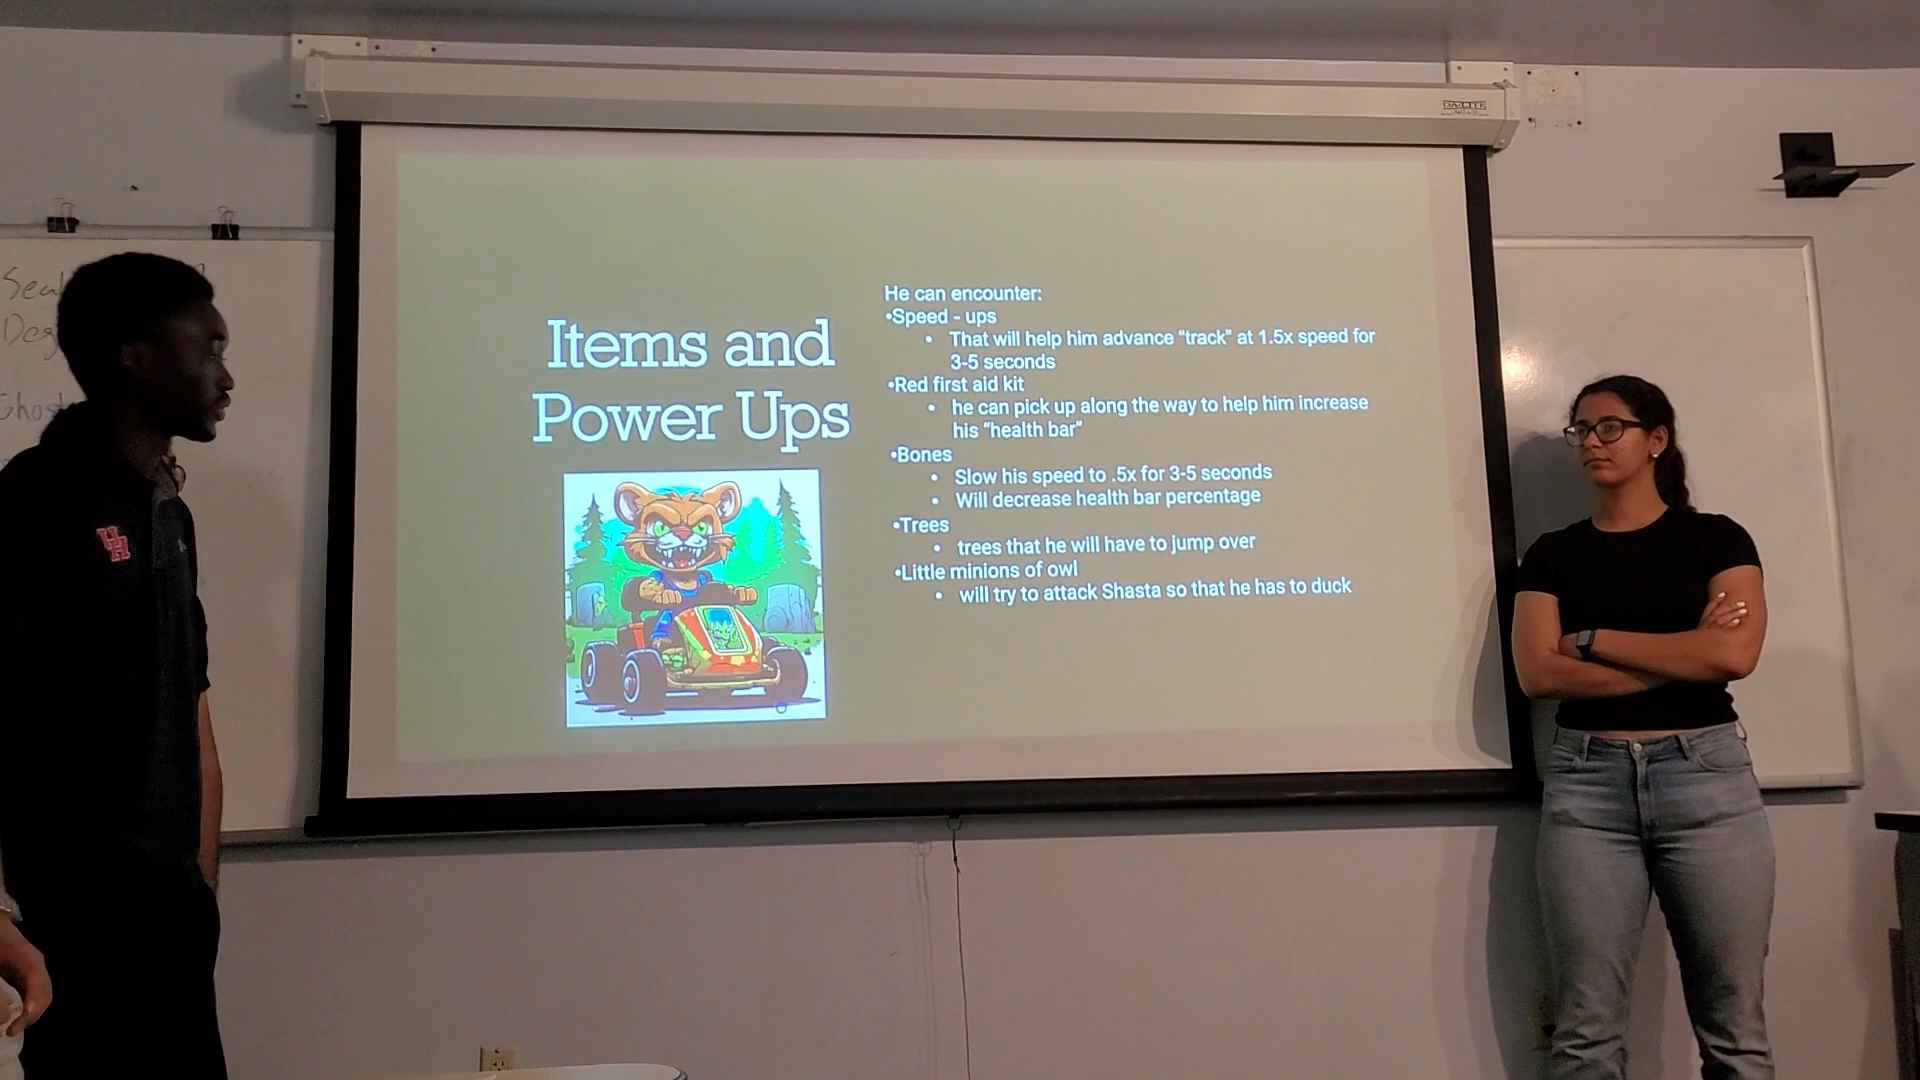 DA-LITE
Items and
Power Ups
He can encounter:
•Speed - ups
• That will help him advance “track” at 1.5x speed for
3-5 seconds
•Red first aid kit
• he can pick up along the way to help him increase
his “health bar”
•Bones
• Slow his speed to .5x for 3-5 seconds
• Will decrease health bar percentage
•Trees
• trees that he will have to jump over
•Little minions of owl
• will try to attack Shasta so that he has to duck
UH